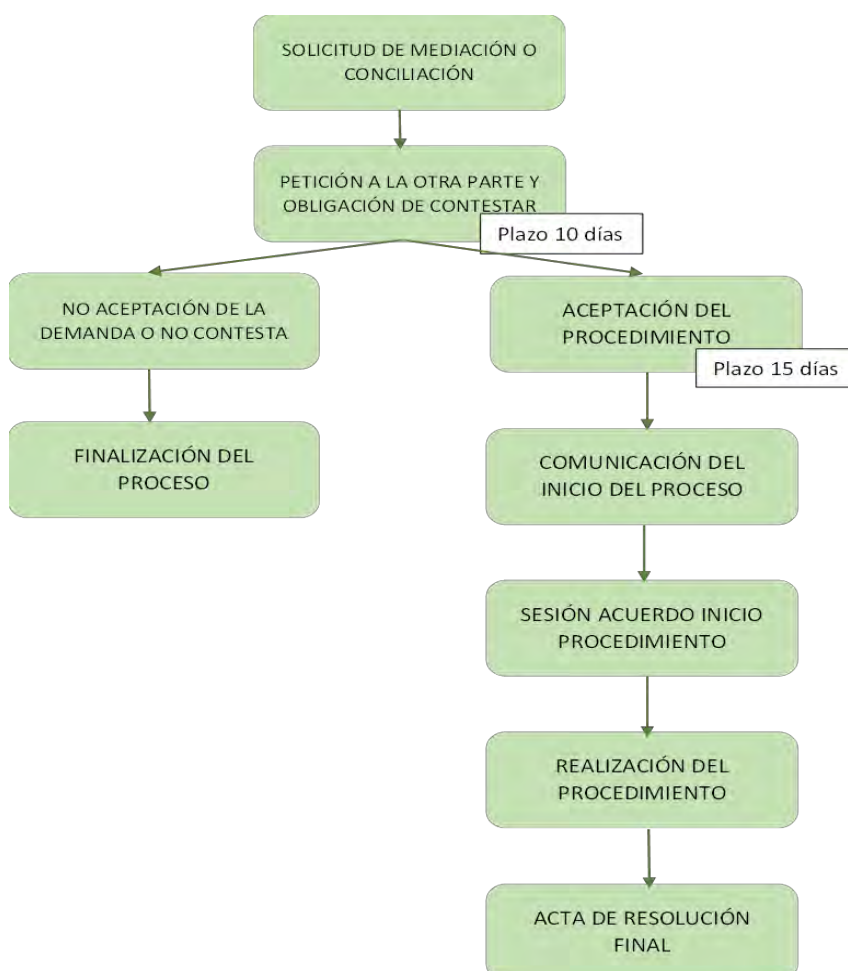 SOLICITUD DE MEDIACIÓN O
CONCILIACIÓN
PETICIÓN A LA OTRA PARTE Y
OBLIGACIÓN DE CONTESTAR
Plazo 10 días
NO ACEPTACIÓN DE LA
DEMANDA O NO CONTESTA
FINALIZACIÓN DEL
PROCESO
ACEPTACIÓN DEL
PROCEDIMIENTO
Plazo 15 días
COMUNICACIÓN DEL
INICIO DEL PROCESO
SESIÓN ACUERDO INICIO
PROCEDIMIENTO
REALIZACIÓN DEL
PROCEDIMIENTO
ACTA DE RESOLUCIÓN
FINAL